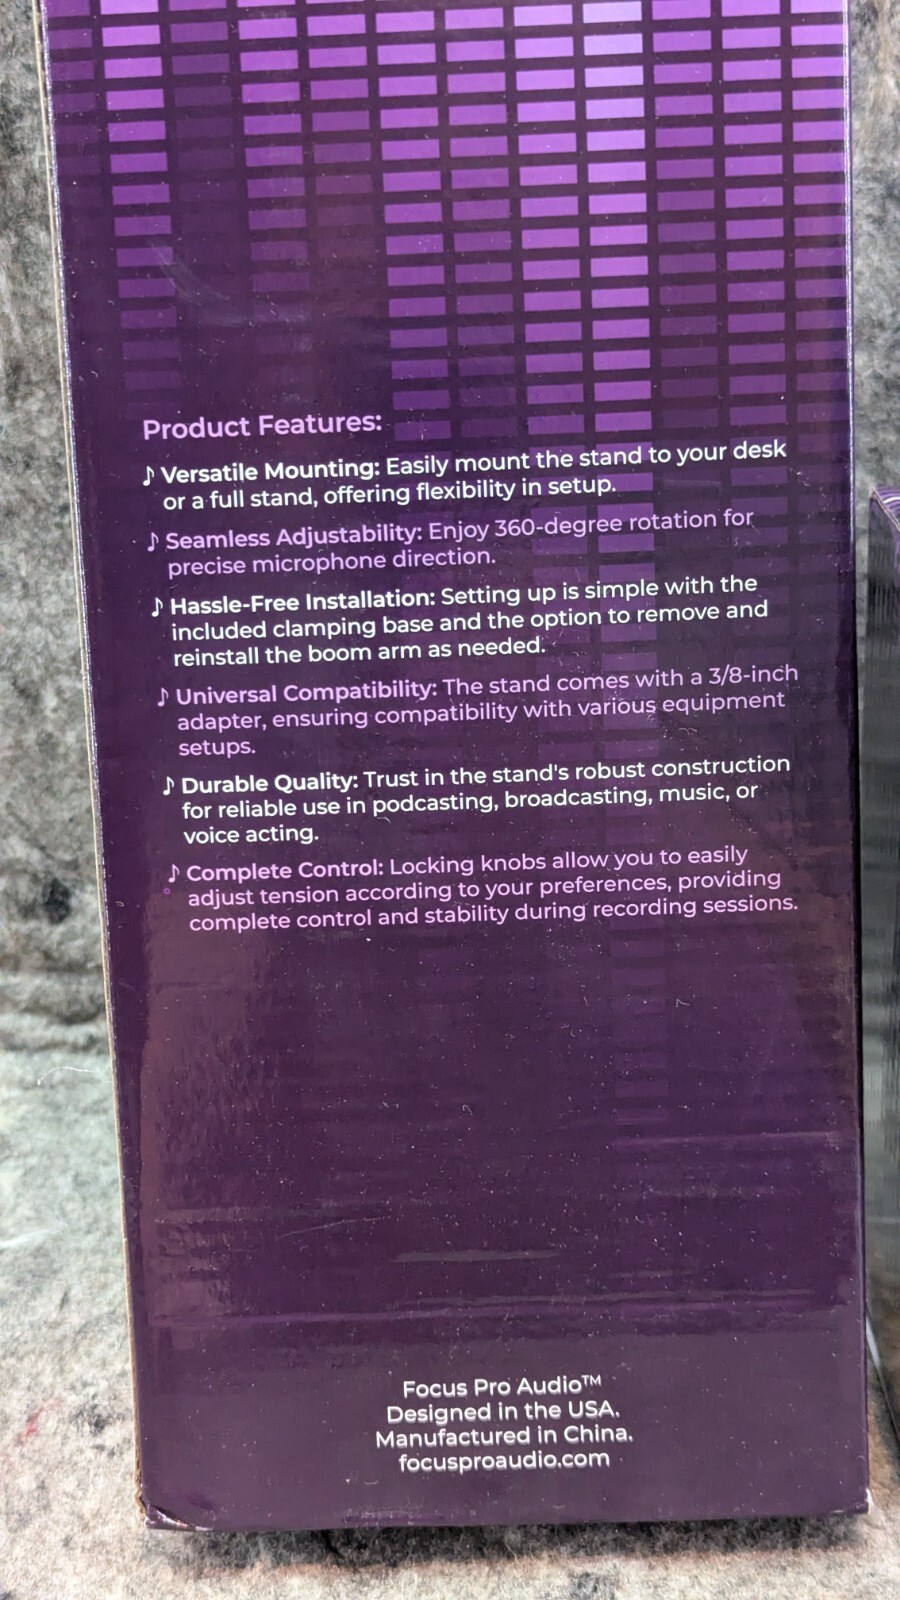 Product Features:
♪ Versatile Mounting: Easily mount the stand to your desk
or a full stand, offering flexibility in setup.
♪ Seamless Adjustability: Enjoy 360-degree rotation for
precise microphone direction.
♪ Hassle-Free Installation: Setting up is simple with the
included clamping base and the option to remove and
reinstall the boom arm as needed.
♪ Universal Compatibility: The stand comes with a 3/8-inch
adapter, ensuring compatibility with various equipment
setups.
♪ Durable Quality: Trust in the stand's robust construction
for reliable use in podcasting, broadcasting, music, or
voice acting.
♪ Complete Control: Locking knobs allow you to easily
adjust tension according to your preferences, providing
complete control and stability during recording sessions.
Focus Pro Audio™
Designed in the USA.
Manufactured in China.
focusproaudio.com